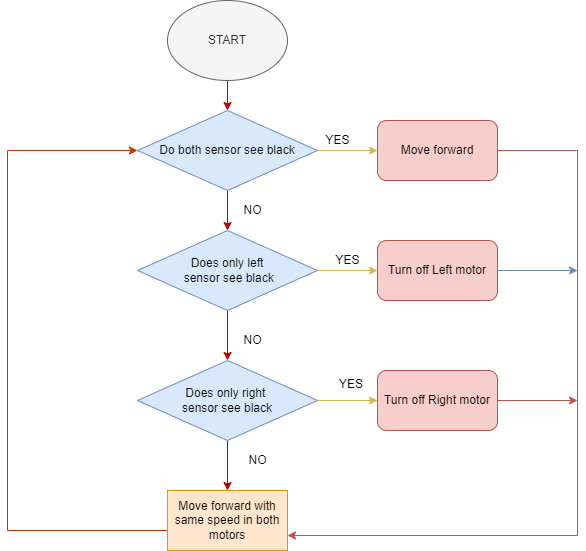 START
Do both sensor see black
YES
Move forward
NO
Does only left
sensor see black
YES
Turn off Left motor
NO
Does only right
sensor see black
YES
Turn off Right motor
NO
Move forward with
same speed in both
motors